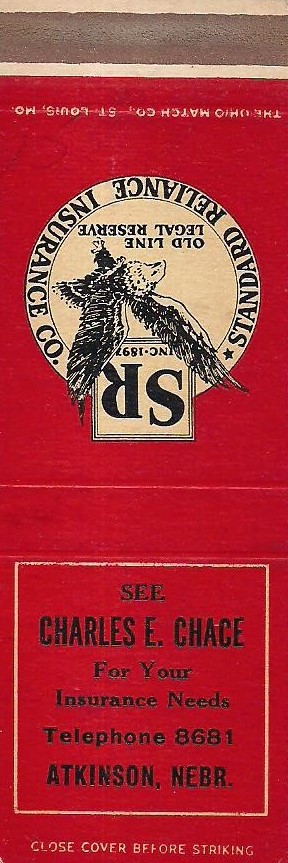 THE OHIO MATCH CO., ST. LOUIS, MO.
★ STANDARD RELIANCE INSURANCE CO.
OLD LINE
LEGAL RESERVE
INC·1897
SR
SEE
CHARLES E. CHACE
For Your
Insurance Needs
Telephone 8681
ATKINSON, NEBR.
CLOSE COVER BEFORE STRIKING